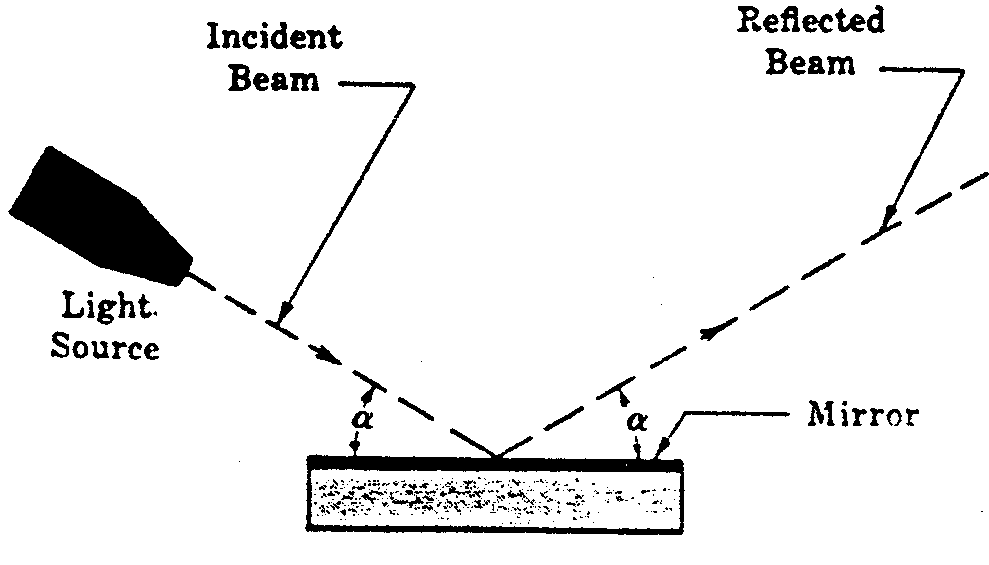 Incident
Beam
Reflected
Beam
Light
Source
α
α
Mirror